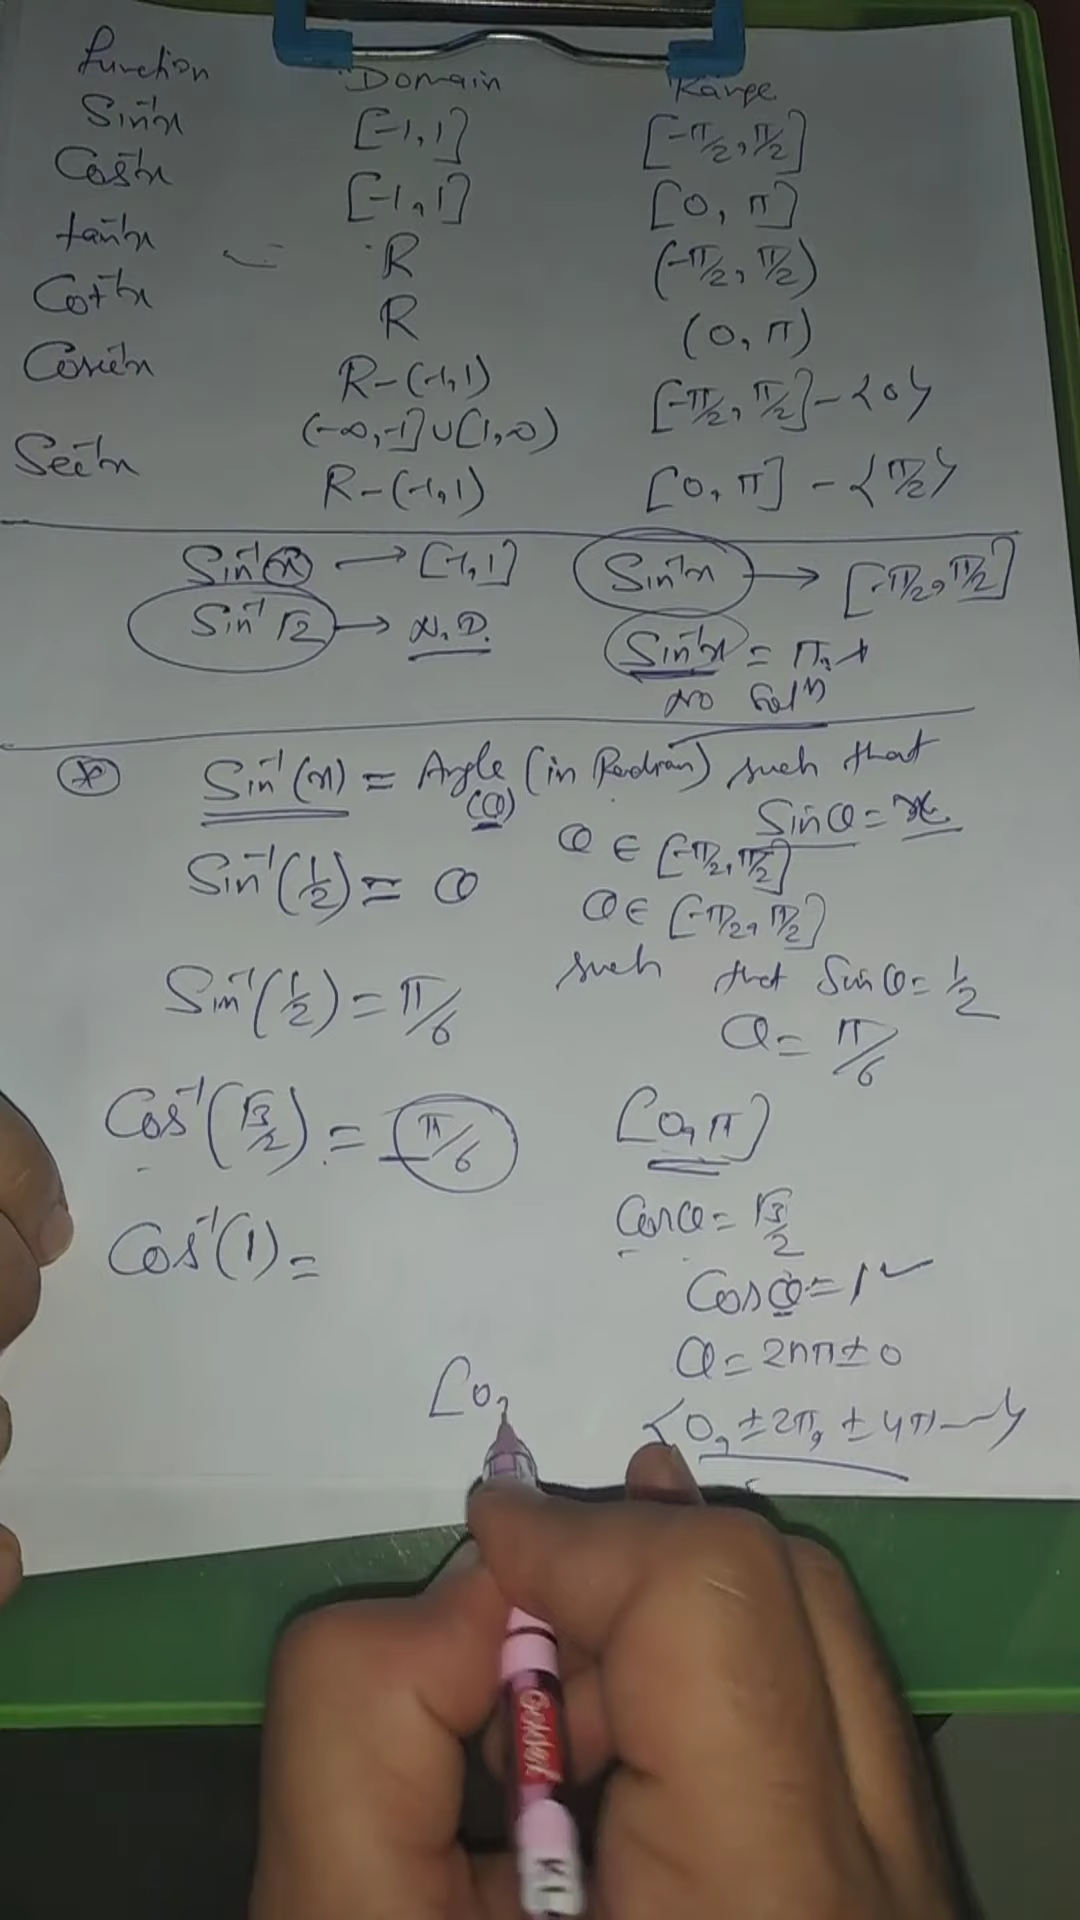 function Domain Range
Sin⁻¹x [-1,1] [-π/2, π/2]
Cos⁻¹x [-1,1] [0, π]
tan⁻¹x R (-π/2, π/2)
Cot⁻¹x R (0, π)
Cosec⁻¹x R-(-1,1) [-π/2, π/2]-{0}
(-∞,-1]∪[1,∞)
Sec⁻¹x R-(-1,1) [0, π]-{π/2}
Sin⁻¹(x) → [-1,1] Sin⁻¹x → [-π/2, π/2]
Sin⁻¹√2 → N.D. Sin⁻¹x = π,
no Solⁿ
Sin⁻¹(x) = Angle (in Radian) such that
(θ) Sinθ = x
θ ∈ [-π/2, π/2]
Sin⁻¹(1/2) = θ θ ∈ [-π/2, π/2]
such that Sinθ = 1/2
Sin⁻¹(1/2) = π/6 θ = π/6
Cos⁻¹(√3/2) = π/6 [0, π]
Cosθ = √3/2
Cos⁻¹(1) = Cosθ = 1 ✓
θ = 2nπ ± 0
[0, {0, ±2π, ±4π ---}